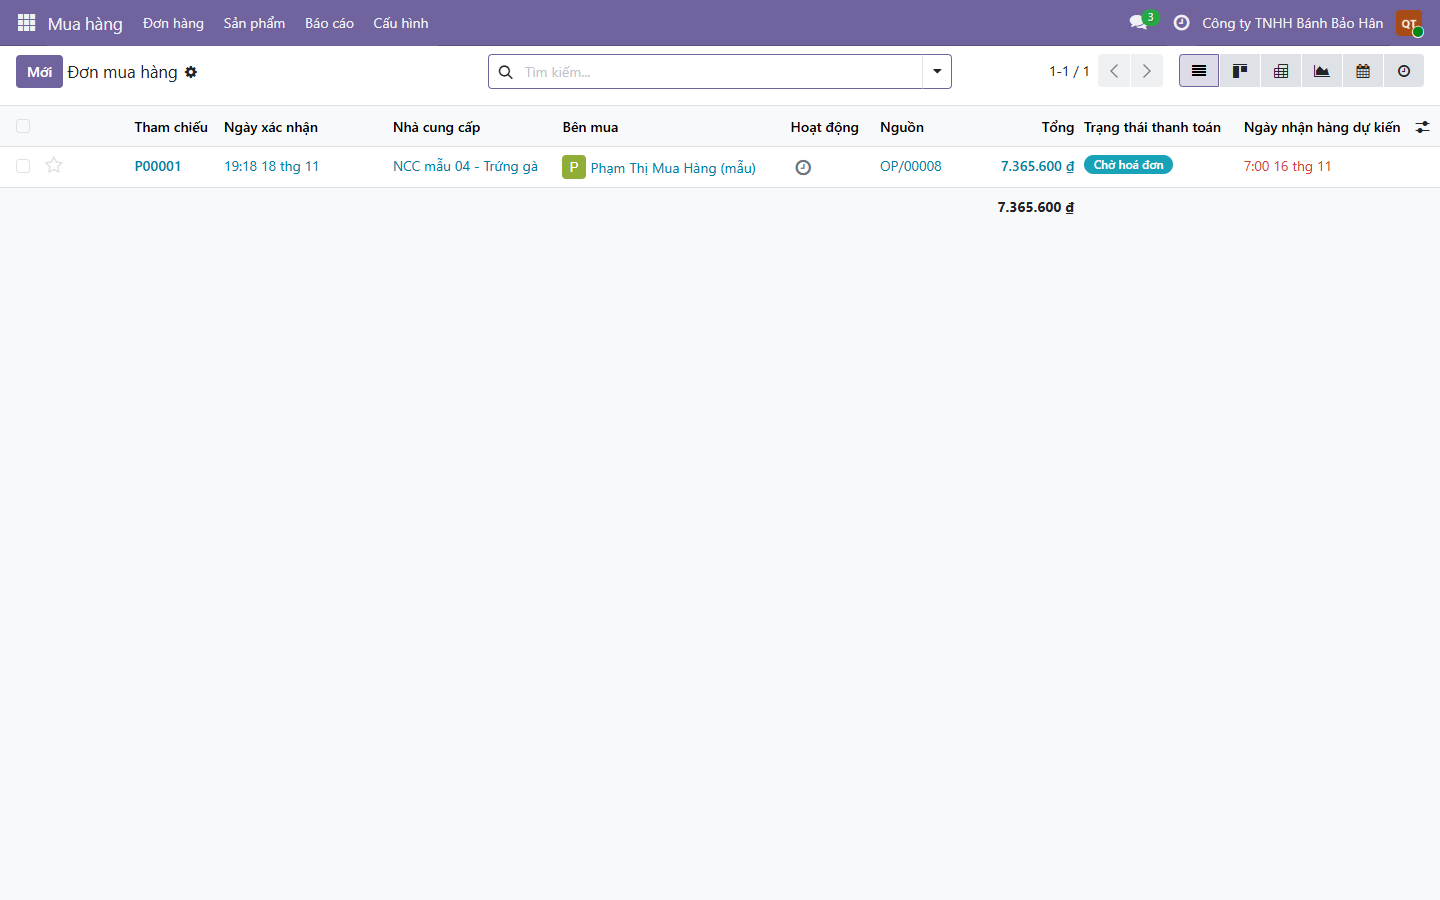 Mua hàng Đơn hàng Sản phẩm Báo cáo Cấu hình 3 Công ty TNHH Bánh Bảo Hân QT
Mới Đơn mua hàng Tìm kiếm... 1-1 / 1
Tham chiếu Ngày xác nhận Nhà cung cấp Bên mua Hoạt động Nguồn Tổng Trạng thái thanh toán Ngày nhận hàng dự kiến
P00001 19:18 18 thg 11 NCC mẫu 04 - Trứng gà P Phạm Thị Mua Hàng (mẫu) OP/00008 7.365.600 ₫ Chờ hoá đơn 7:00 16 thg 11
7.365.600 ₫